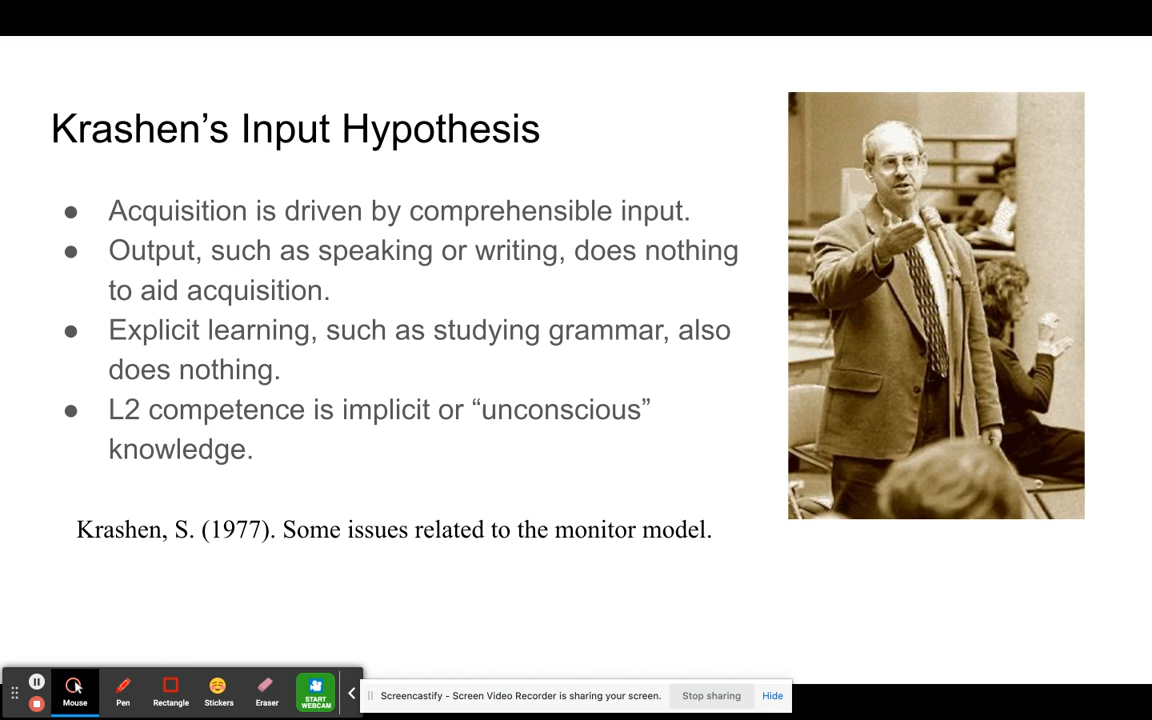 Krashen’s Input Hypothesis
● Acquisition is driven by comprehensible input.
● Output, such as speaking or writing, does nothing
to aid acquisition.
● Explicit learning, such as studying grammar, also
does nothing.
● L2 competence is implicit or “unconscious”
knowledge.
Krashen, S. (1977). Some issues related to the monitor model.
Mouse
Pen
Rectangle
Stickers
Eraser
START
WEBCAM
Screencastify - Screen Video Recorder is sharing your screen.
Stop sharing
Hide